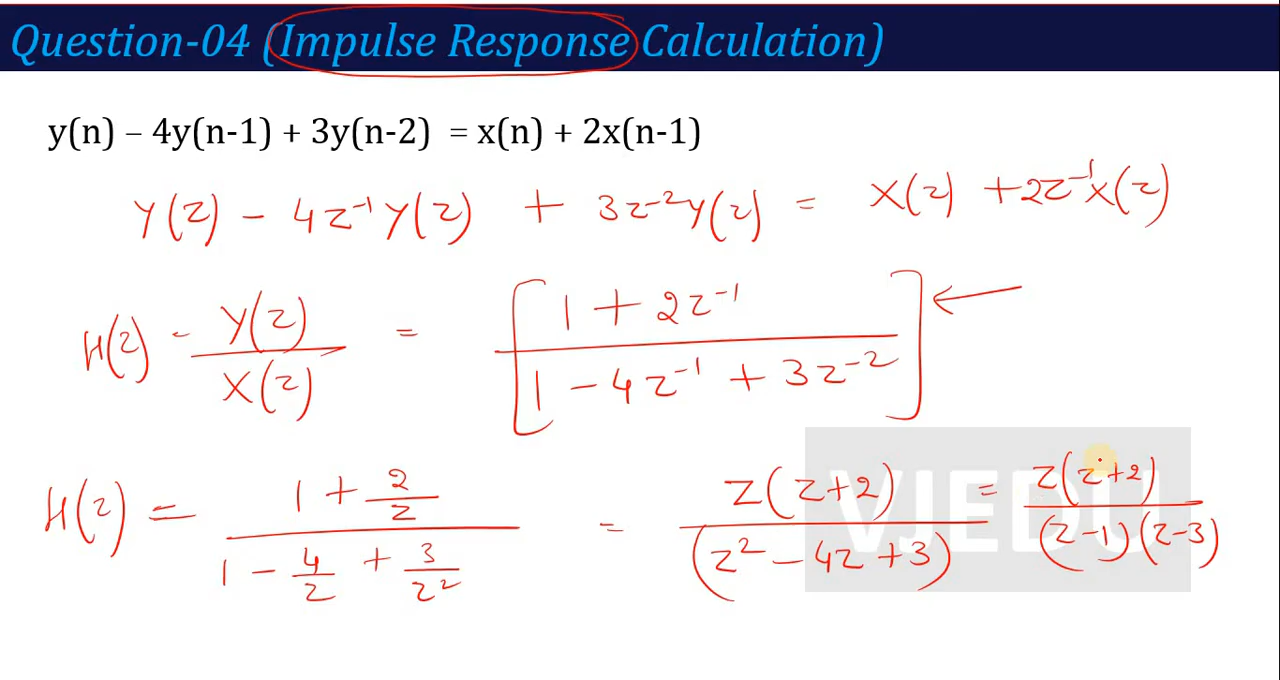 Question-04 (Impulse Response Calculation)
y(n) – 4y(n-1) + 3y(n-2) = x(n) + 2x(n-1)
Y(z) - 4z⁻¹Y(z) + 3z⁻²Y(z) = X(z) + 2z⁻¹X(z)
H(z) - Y(z)/X(z) = [(1 + 2z⁻¹)/(1 - 4z⁻¹ + 3z⁻²)] ←
H(z) = (1 + 2/z)/(1 - 4/z + 3/z²) = z(z+2)/(z² - 4z + 3) = z(z+2)/(z-1)(z-3)
VJEDU